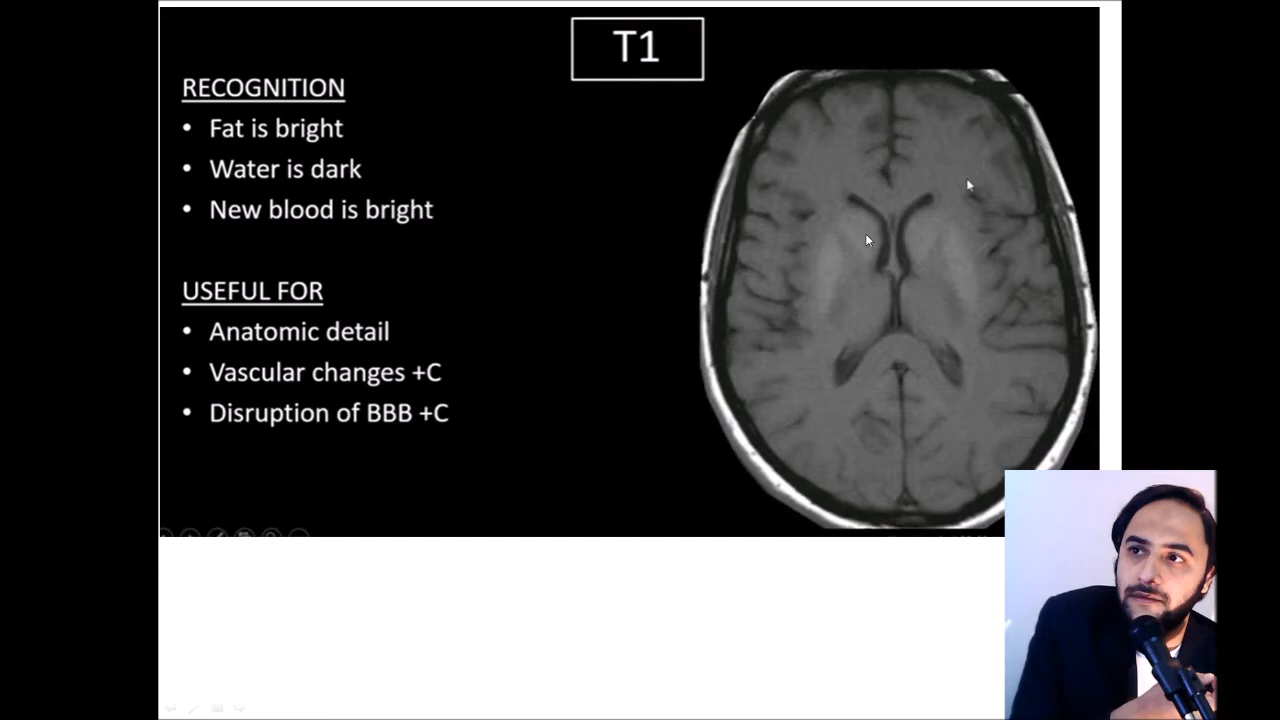 T1
RECOGNITION
• Fat is bright
• Water is dark
• New blood is bright
USEFUL FOR
• Anatomic detail
• Vascular changes +C
• Disruption of BBB +C